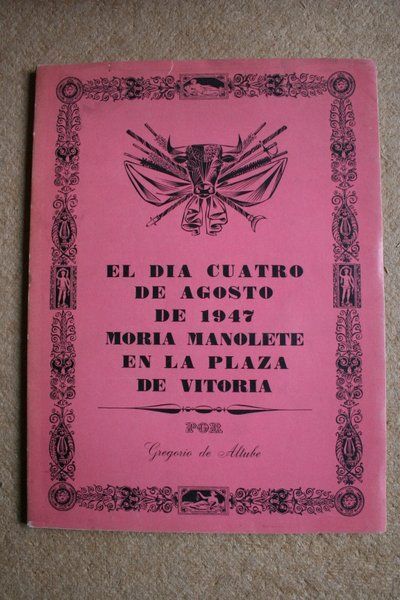 EL DIA CUATRO
DE AGOSTO
DE 1947
MORIA MANOLETE
EN LA PLAZA
DE VITORIA
POR
Gregorio de Altube